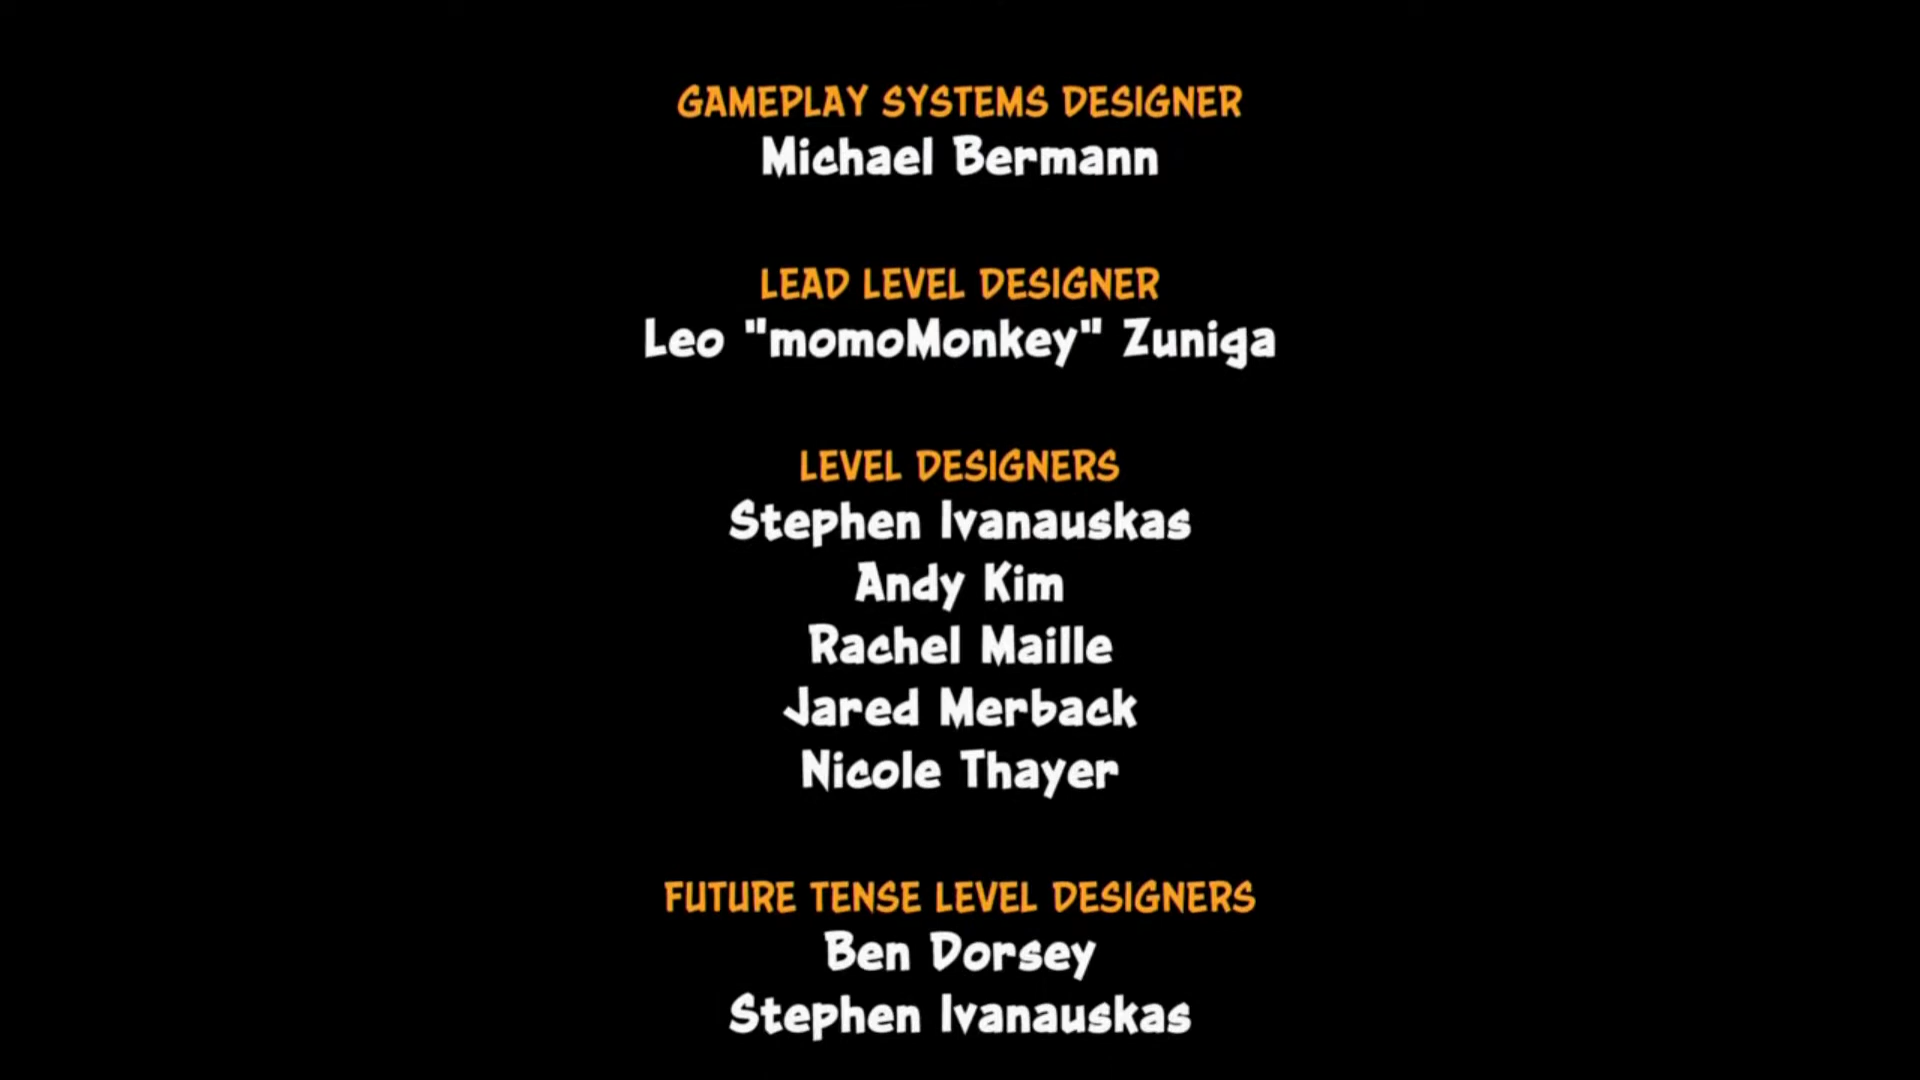 GAMEPLAY SYSTEMS DESIGNER
Michael Bermann
LEAD LEVEL DESIGNER
Leo "momoMonkey" Zuniga
LEVEL DESIGNERS
Stephen Ivanauskas
Andy Kim
Rachel Maille
Jared Merback
Nicole Thayer
FUTURE TENSE LEVEL DESIGNERS
Ben Dorsey
Stephen Ivanauskas